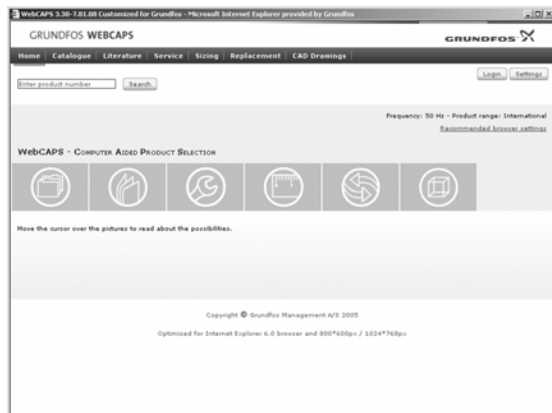 WebCAPS 3.30-7.81.08 Customized for Grundfos - Microsoft Internet Explorer provided by Grundfos
GRUNDFOS WEBCAPS
GRUNDFOS
Home Catalogue Literature Service Sizing Replacement CAD Drawings
Login Settings
Enter product number Search
Frequency: 50 Hz - Product range: International
Recommended browser settings
WebCAPS - Computer Aided Product Selection
Move the cursor over the pictures to read about the possibilities.
Copyright © Grundfos Management A/S 2005
Optimized for Internet Explorer 6.0 browser and 800*600px / 1024*768px